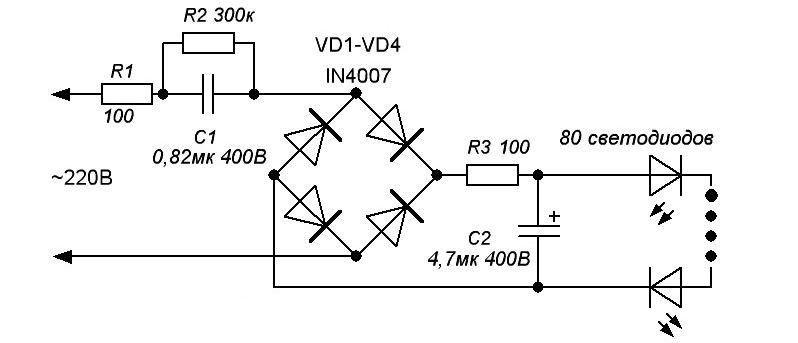 R2 300к
VD1-VD4
IN4007
R1
100
C1
0,82мк 400В
~220В
R3 100
80 светодиодов
+
C2
4,7мк 400В